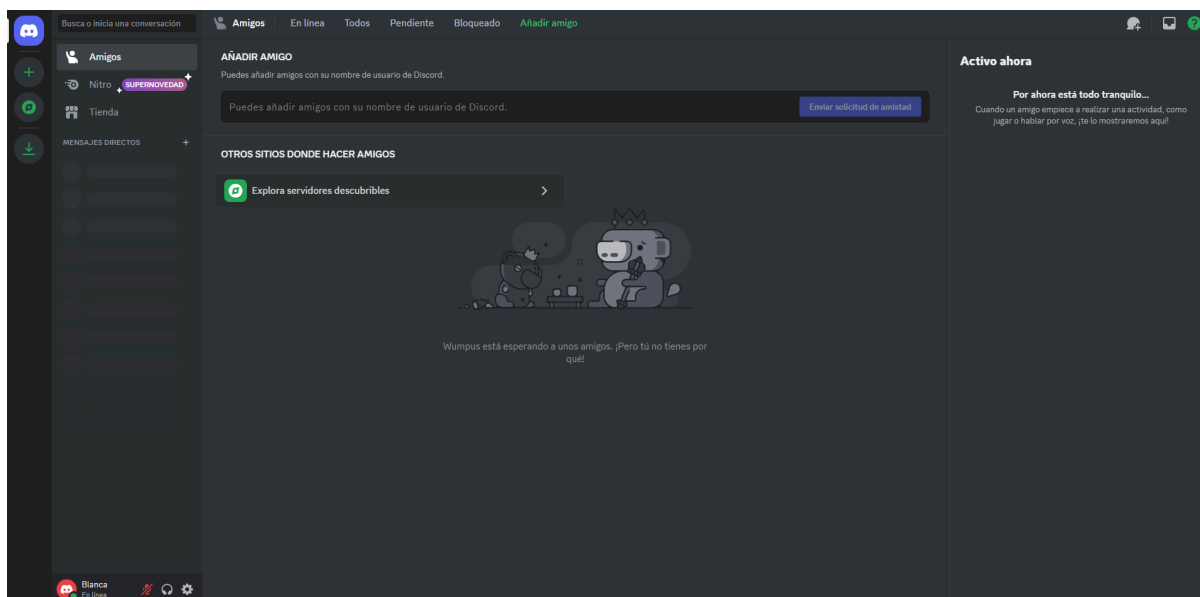 Busca o inicia una conversación
Amigos
En línea
Todos
Pendiente
Bloqueado
Añadir amigo
?
Amigos
Nitro
SUPERNOVEDAD
Tienda
MENSAJES DIRECTOS
+
AÑADIR AMIGO
Puedes añadir amigos con su nombre de usuario de Discord.
Puedes añadir amigos con su nombre de usuario de Discord.
Enviar solicitud de amistad
OTROS SITIOS DONDE HACER AMIGOS
Explora servidores descubribles
Wumpus está esperando a unos amigos. ¡Pero tú no tienes por
qué!
Activo ahora
Por ahora está todo tranquilo...
Cuando un amigo empiece a realizar una actividad, como
jugar o hablar por voz, ¡te lo mostraremos aquí!
Blanca
En línea